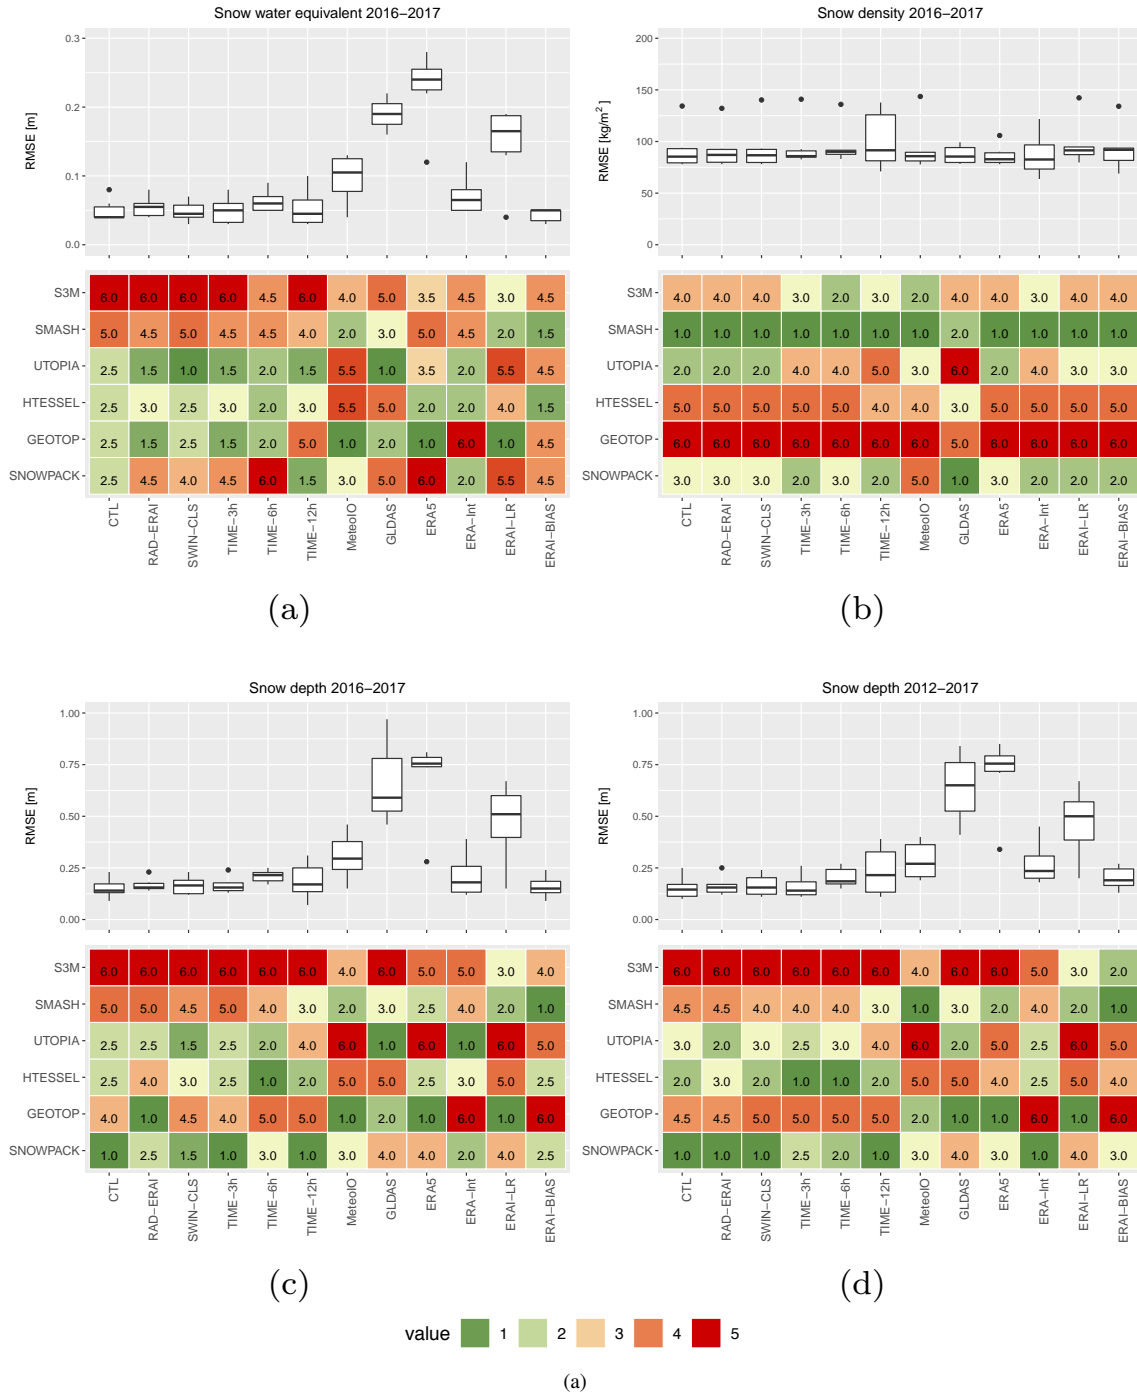 Snow water equivalent 2016−2017
0.3
0.2
0.1
0.0
RMSE [m]
S3M 6.0 6.0 6.0 6.0 4.5 6.0 4.0 5.0 3.5 4.5 3.0 4.5
SMASH 5.0 4.5 5.0 4.5 4.5 4.0 2.0 3.0 5.0 4.5 2.0 1.5
UTOPIA 2.5 1.5 1.0 1.5 2.0 1.5 5.5 1.0 3.5 2.0 5.5 4.5
HTESSEL 2.5 3.0 2.5 3.0 2.0 3.0 5.5 5.0 2.0 2.0 4.0 1.5
GEOTOP 2.5 1.5 2.5 1.5 2.0 5.0 1.0 2.0 1.0 6.0 1.0 4.5
SNOWPACK 2.5 4.5 4.0 4.5 6.0 1.5 3.0 5.0 6.0 2.0 5.5 4.5
CTL RAD−ERAI SWIN−CLS TIME−3h TIME−6h TIME−12h MeteoIO GLDAS ERA5 ERA−Int ERAI−LR ERAI−BIAS
(a)
Snow density 2016−2017
200
150
100
50
0
RMSE [kg/m²]
S3M 4.0 4.0 4.0 3.0 2.0 3.0 2.0 4.0 4.0 3.0 4.0 4.0
SMASH 1.0 1.0 1.0 1.0 1.0 1.0 1.0 2.0 1.0 1.0 1.0 1.0
UTOPIA 2.0 2.0 2.0 4.0 4.0 5.0 3.0 6.0 2.0 4.0 3.0 3.0
HTESSEL 5.0 5.0 5.0 5.0 5.0 4.0 4.0 3.0 5.0 5.0 5.0 5.0
GEOTOP 6.0 6.0 6.0 6.0 6.0 6.0 6.0 5.0 6.0 6.0 6.0 6.0
SNOWPACK 3.0 3.0 3.0 2.0 3.0 2.0 5.0 1.0 3.0 2.0 2.0 2.0
CTL RAD−ERAI SWIN−CLS TIME−3h TIME−6h TIME−12h MeteoIO GLDAS ERA5 ERA−Int ERAI−LR ERAI−BIAS
(b)
Snow depth 2016−2017
1.00
0.75
0.50
0.25
0.00
RMSE [m]
S3M 6.0 6.0 6.0 6.0 6.0 6.0 4.0 6.0 5.0 5.0 3.0 4.0
SMASH 5.0 5.0 4.5 5.0 4.0 3.0 2.0 3.0 2.5 4.0 2.0 1.0
UTOPIA 2.5 2.5 1.5 2.5 2.0 4.0 6.0 1.0 6.0 1.0 6.0 5.0
HTESSEL 2.5 4.0 3.0 2.5 1.0 2.0 5.0 5.0 2.5 3.0 5.0 2.5
GEOTOP 4.0 1.0 4.5 4.0 5.0 5.0 1.0 2.0 1.0 6.0 1.0 6.0
SNOWPACK 1.0 2.5 1.5 1.0 3.0 1.0 3.0 4.0 4.0 2.0 4.0 2.5
CTL RAD−ERAI SWIN−CLS TIME−3h TIME−6h TIME−12h MeteoIO GLDAS ERA5 ERA−Int ERAI−LR ERAI−BIAS
(c)
Snow depth 2012−2017
1.00
0.75
0.50
0.25
0.00
RMSE [m]
S3M 6.0 6.0 6.0 6.0 6.0 6.0 4.0 6.0 6.0 5.0 3.0 2.0
SMASH 4.5 4.5 4.0 4.0 4.0 3.0 1.0 3.0 2.0 4.0 2.0 1.0
UTOPIA 3.0 2.0 3.0 2.5 3.0 4.0 6.0 2.0 5.0 2.5 6.0 5.0
HTESSEL 2.0 3.0 2.0 1.0 1.0 2.0 5.0 5.0 4.0 2.5 5.0 4.0
GEOTOP 4.5 4.5 5.0 5.0 5.0 5.0 2.0 1.0 1.0 6.0 1.0 6.0
SNOWPACK 1.0 1.0 1.0 2.5 2.0 1.0 3.0 4.0 3.0 1.0 4.0 3.0
CTL RAD−ERAI SWIN−CLS TIME−3h TIME−6h TIME−12h MeteoIO GLDAS ERA5 ERA−Int ERAI−LR ERAI−BIAS
(d)
value 1 2 3 4 5
(a)